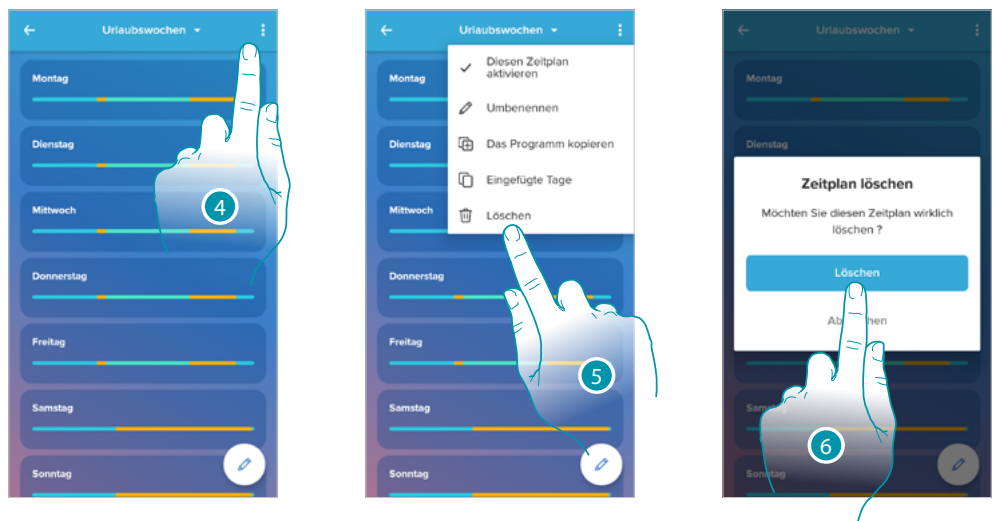 Urlaubswochen
Montag
Dienstag
Mittwoch
Donnerstag
Freitag
Samstag
Sonntag
4
Urlaubswochen
Montag
Dienstag
Mittwoch
Donnerstag
Freitag
Samstag
Sonntag
Diesen Zeitplan
aktivieren
Umbenennen
Das Programm kopieren
Eingefügte Tage
Löschen
5
Urlaubswochen
Montag
Dienstag
Zeitplan löschen
Möchten Sie diesen Zeitplan wirklich
löschen ?
Löschen
Sonntag
6